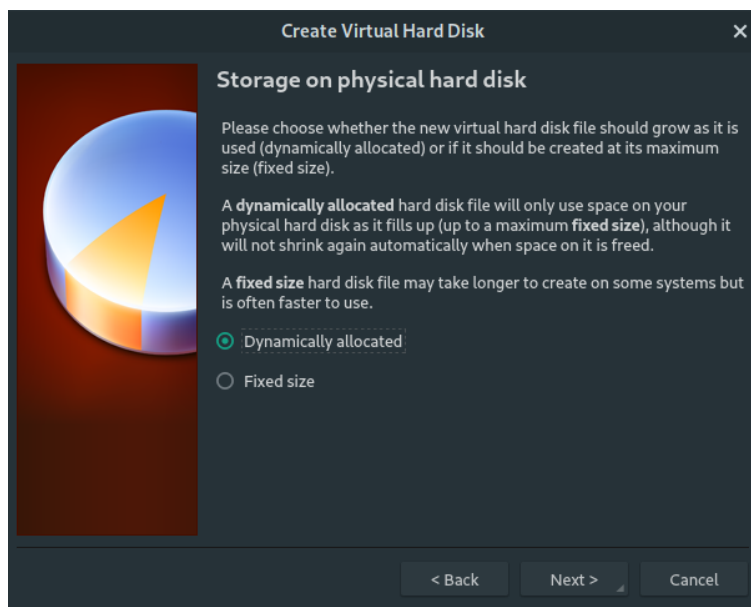 Create Virtual Hard Disk
Storage on physical hard disk
Please choose whether the new virtual hard disk file should grow as it is
used (dynamically allocated) or if it should be created at its maximum
size (fixed size).
A dynamically allocated hard disk file will only use space on your
physical hard disk as it fills up (up to a maximum fixed size), although it
will not shrink again automatically when space on it is freed.
A fixed size hard disk file may take longer to create on some systems but
is often faster to use.
Dynamically allocated
Fixed size
< Back Next > Cancel